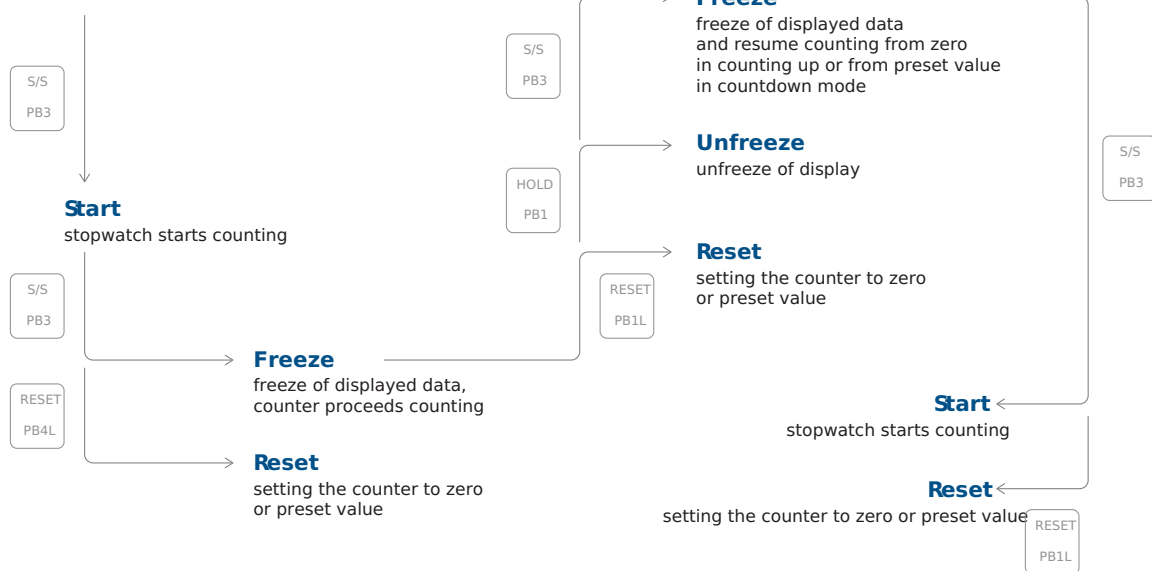 S/S
PB3
Start
stopwatch starts counting
S/S
PB3
Freeze
freeze of displayed data,
counter proceeds counting
RESET
PB4L
Reset
setting the counter to zero
or preset value
S/S
PB3
Freeze
freeze of displayed data
and resume counting from zero
in counting up or from preset value
in countdown mode
HOLD
PB1
Unfreeze
unfreeze of display
RESET
PB1L
Reset
setting the counter to zero
or preset value
S/S
PB3
Start
stopwatch starts counting
Reset
setting the counter to zero or preset value
RESET
PB1L